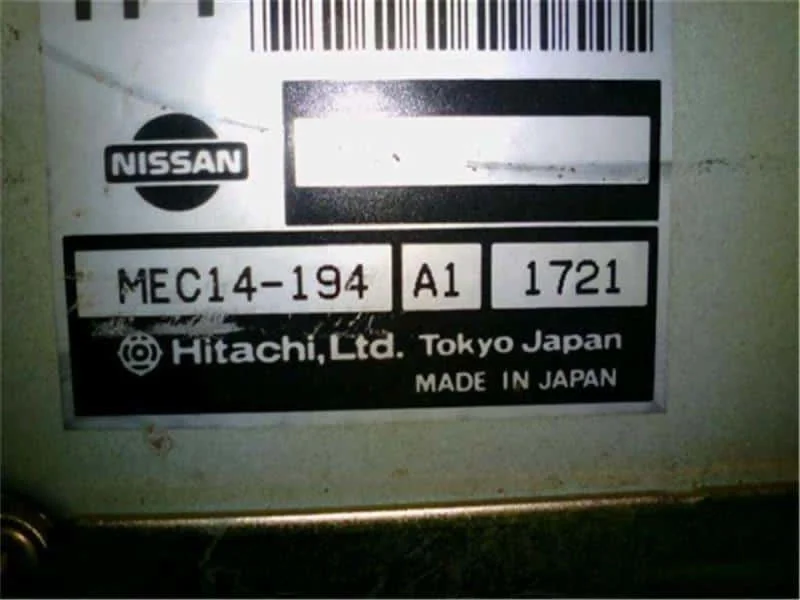 NISSAN
MEC14-194 A1 1721
Hitachi, Ltd. Tokyo Japan
MADE IN JAPAN